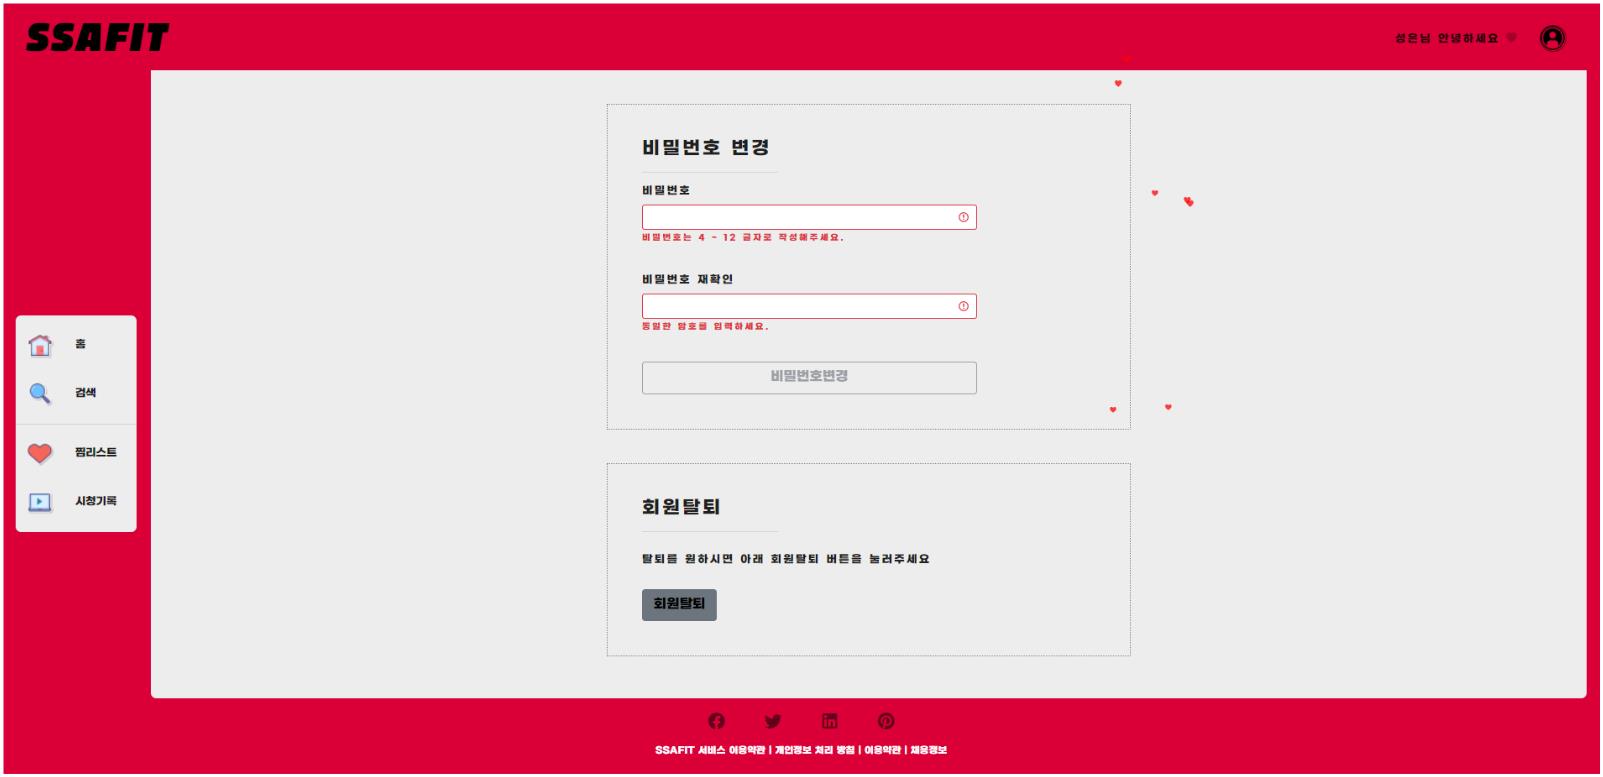 SSAFIT
성은님 안녕하세요
비밀번호 변경
비밀번호
비밀번호는 4 ~ 12 글자로 작성해주세요.
비밀번호 재확인
동일한 암호를 입력하세요.
비밀번호변경
홈
검색
찜리스트
시청기록
회원탈퇴
탈퇴를 원하시면 아래 회원탈퇴 버튼을 눌러주세요
회원탈퇴
SSAFIT 서비스 이용약관 | 개인정보 처리 방침 | 이용약관 | 채용정보